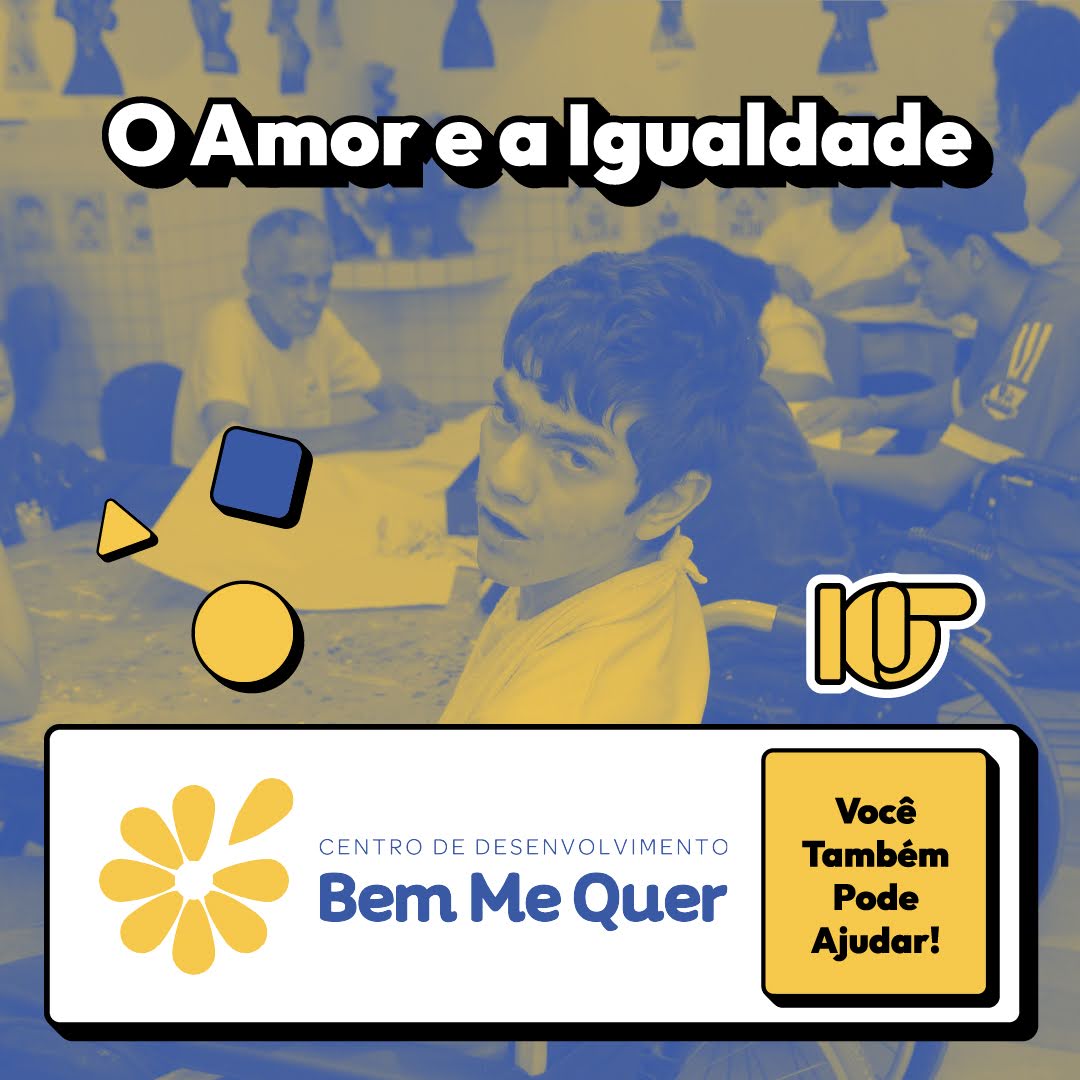 O Amor e a Igualdade
CENTRO DE DESENVOLVIMENTO
Bem Me Quer
Você
Também
Pode
Ajudar!